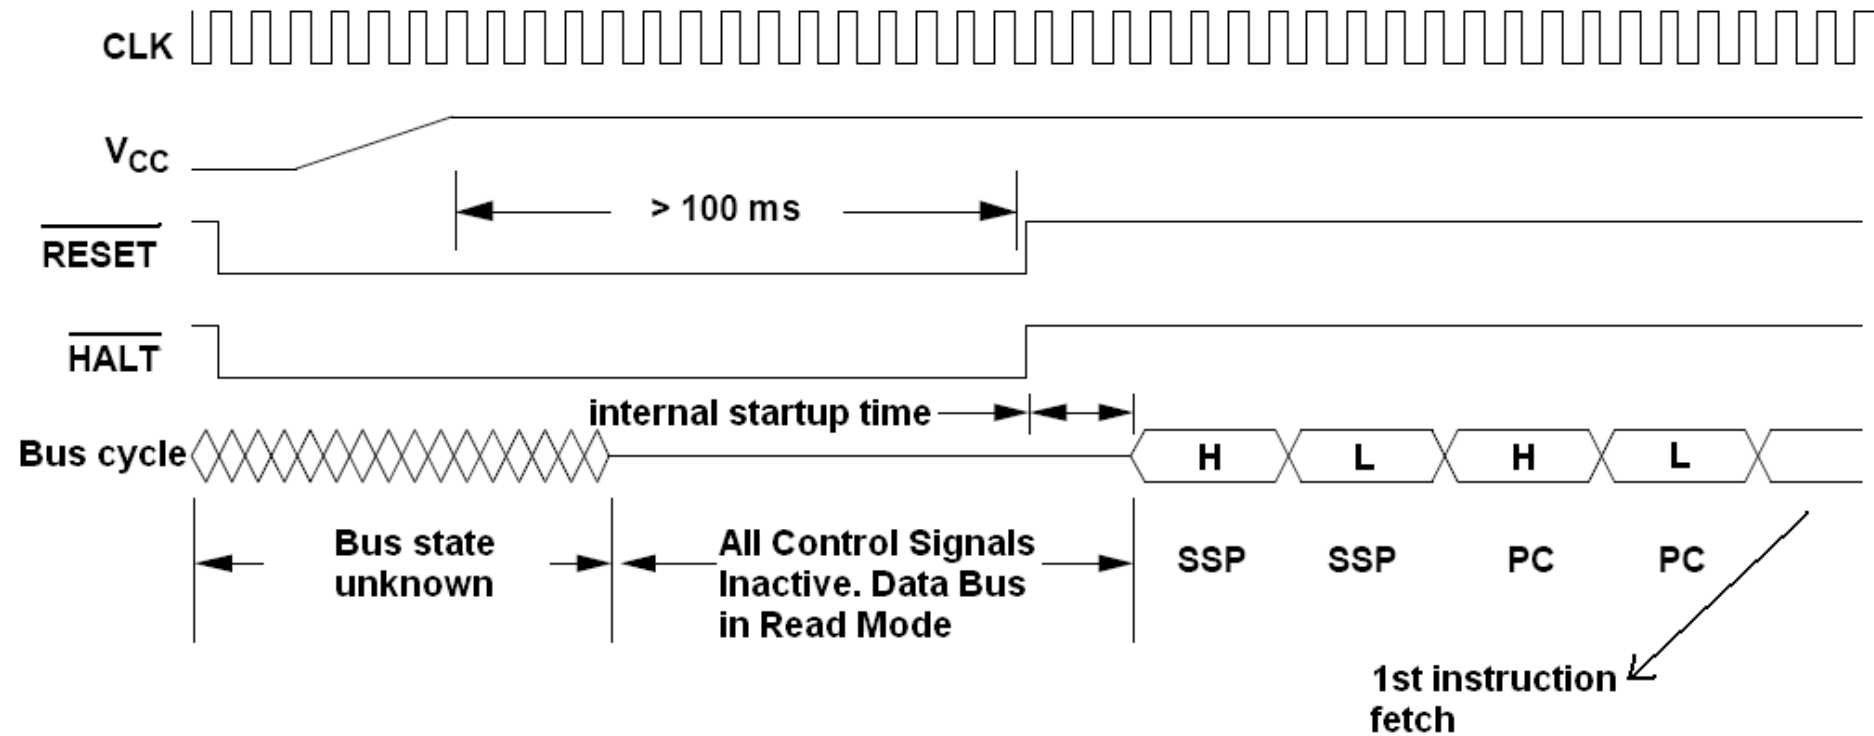 CLK
VCC
> 100 ms
RESET
HALT
internal startup time
Bus cycle
H
L
H
L
Bus state
unknown
All Control Signals
Inactive. Data Bus
in Read Mode
SSP
SSP
PC
PC
1st instruction
fetch